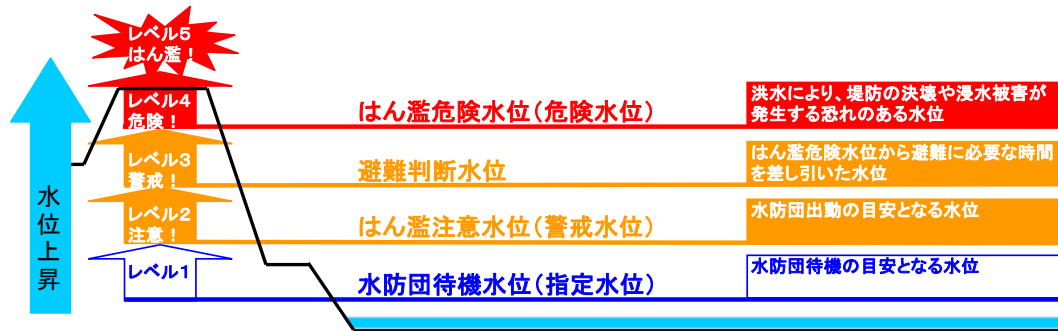 レベル5
はん濫！
レベル4
危険！
はん濫危険水位（危険水位）
洪水により、堤防の決壊や浸水被害が
発生する恐れのある水位
レベル3
警戒！
避難判断水位
はん濫危険水位から避難に必要な時間
を差し引いた水位
レベル2
注意！
はん濫注意水位（警戒水位）
水防団出動の目安となる水位
レベル1
水防団待機水位（指定水位）
水防団待機の目安となる水位
水位上昇